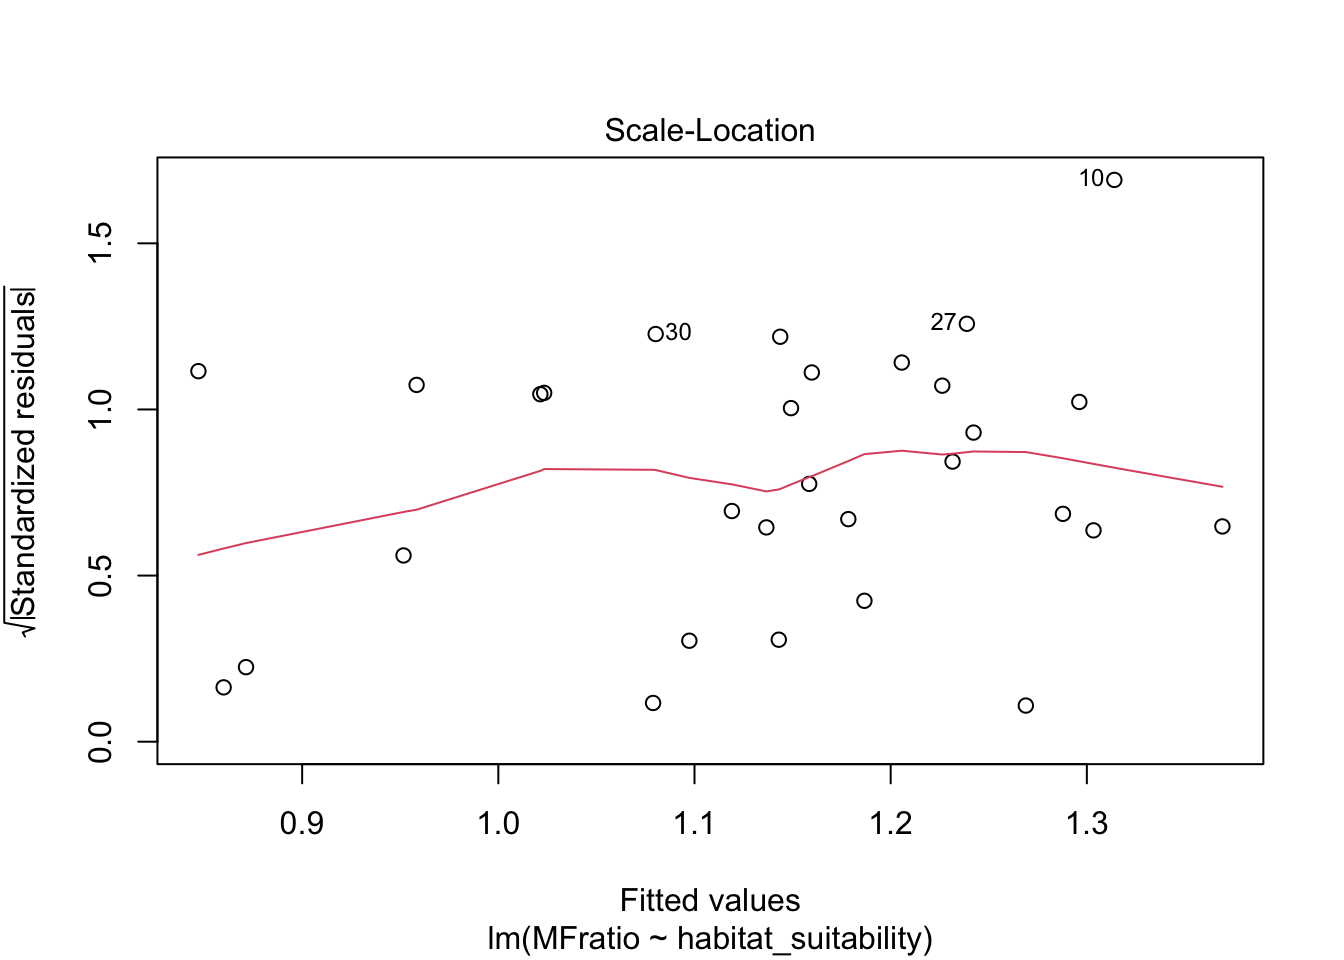 Scale-Location
√|Standardized residuals|
1.5
1.0
0.5
0.0
10
27
30
0.9 1.0 1.1 1.2 1.3
Fitted values
lm(MFratio ~ habitat_suitability)